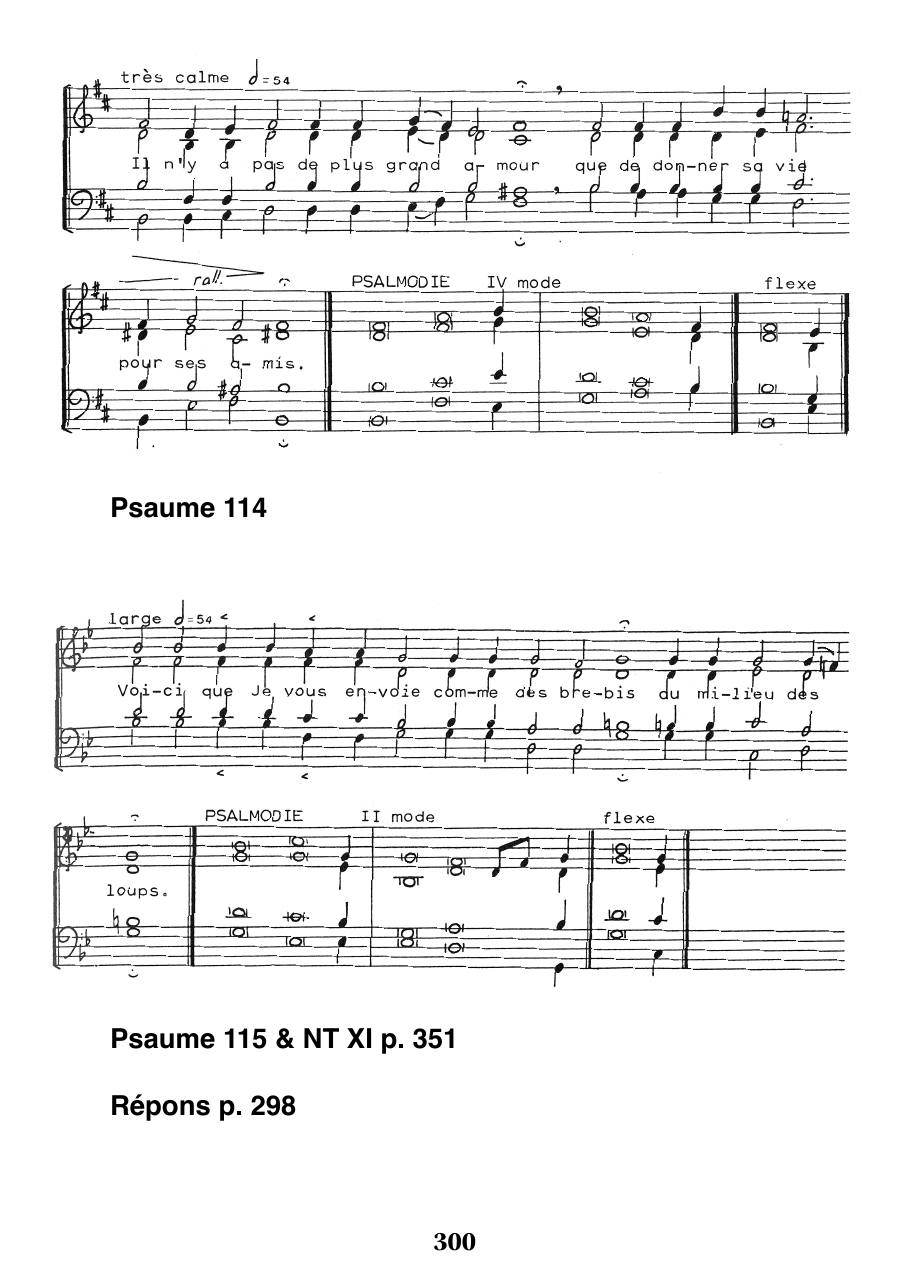 très calme = 54
Il n'y a pas de plus grand a- mour que de don-ner sa vie
rall. PSALMODIE IV mode flexe
pour ses a- mis.
Psaume 114
large = 54
Voi-ci que Je vous en-voie com-me des bre-bis du mi-lieu des
PSALMODIE II mode flexe
loups.
Psaume 115 & NT XI p. 351
Répons p. 298
300